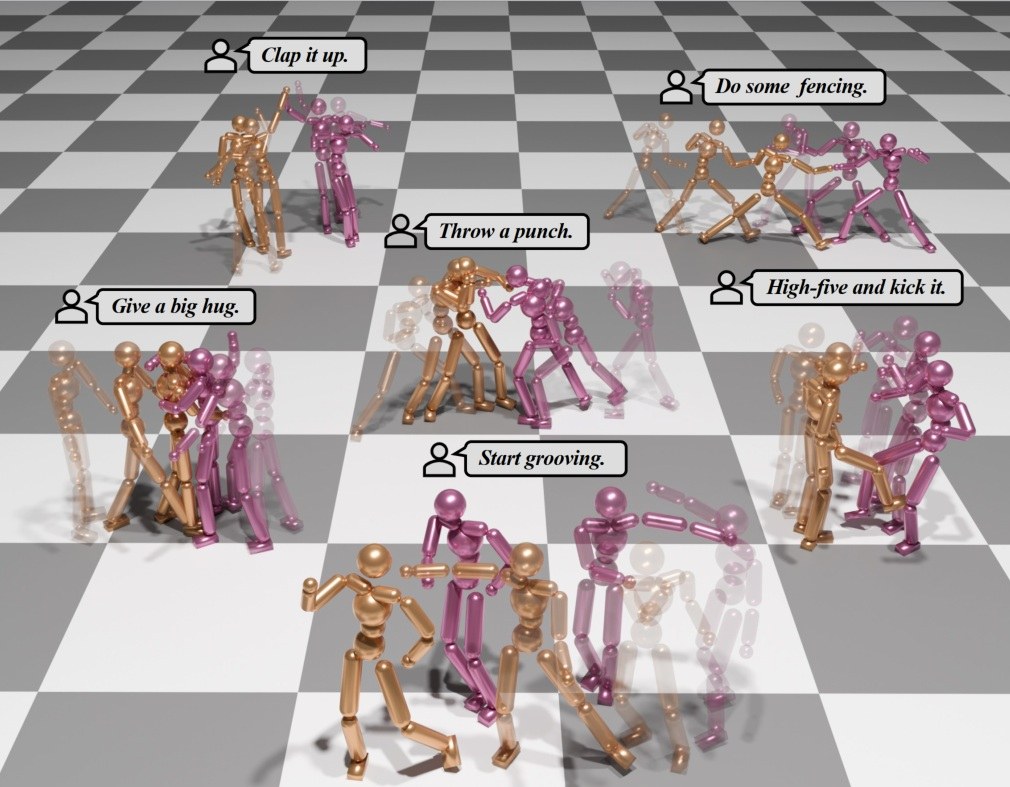 Clap it up.
Do some fencing.
Throw a punch.
High-five and kick it.
Give a big hug.
Start grooving.